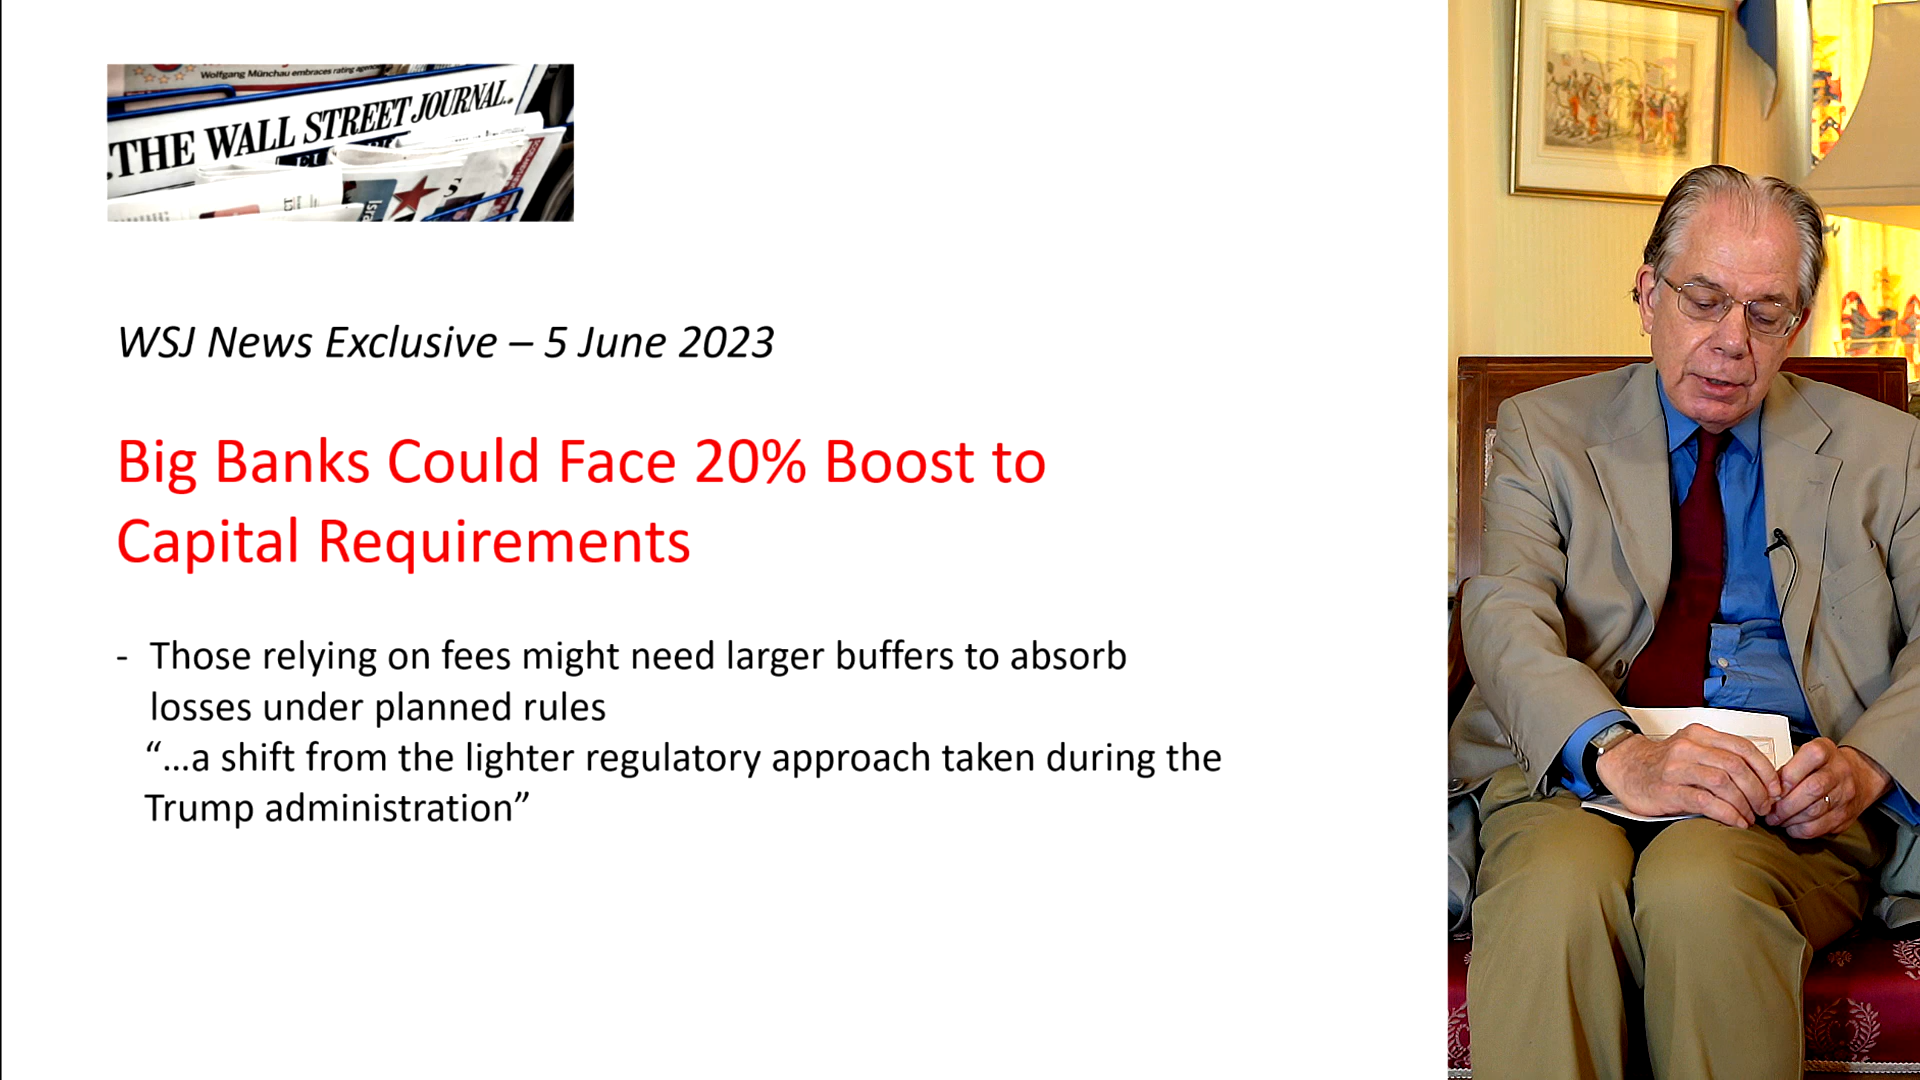 Wolfgang Münchau embraces rating
THE WALL STREET JOURNAL.
WSJ News Exclusive – 5 June 2023
Big Banks Could Face 20% Boost to
Capital Requirements
- Those relying on fees might need larger buffers to absorb
losses under planned rules
“...a shift from the lighter regulatory approach taken during the
Trump administration”